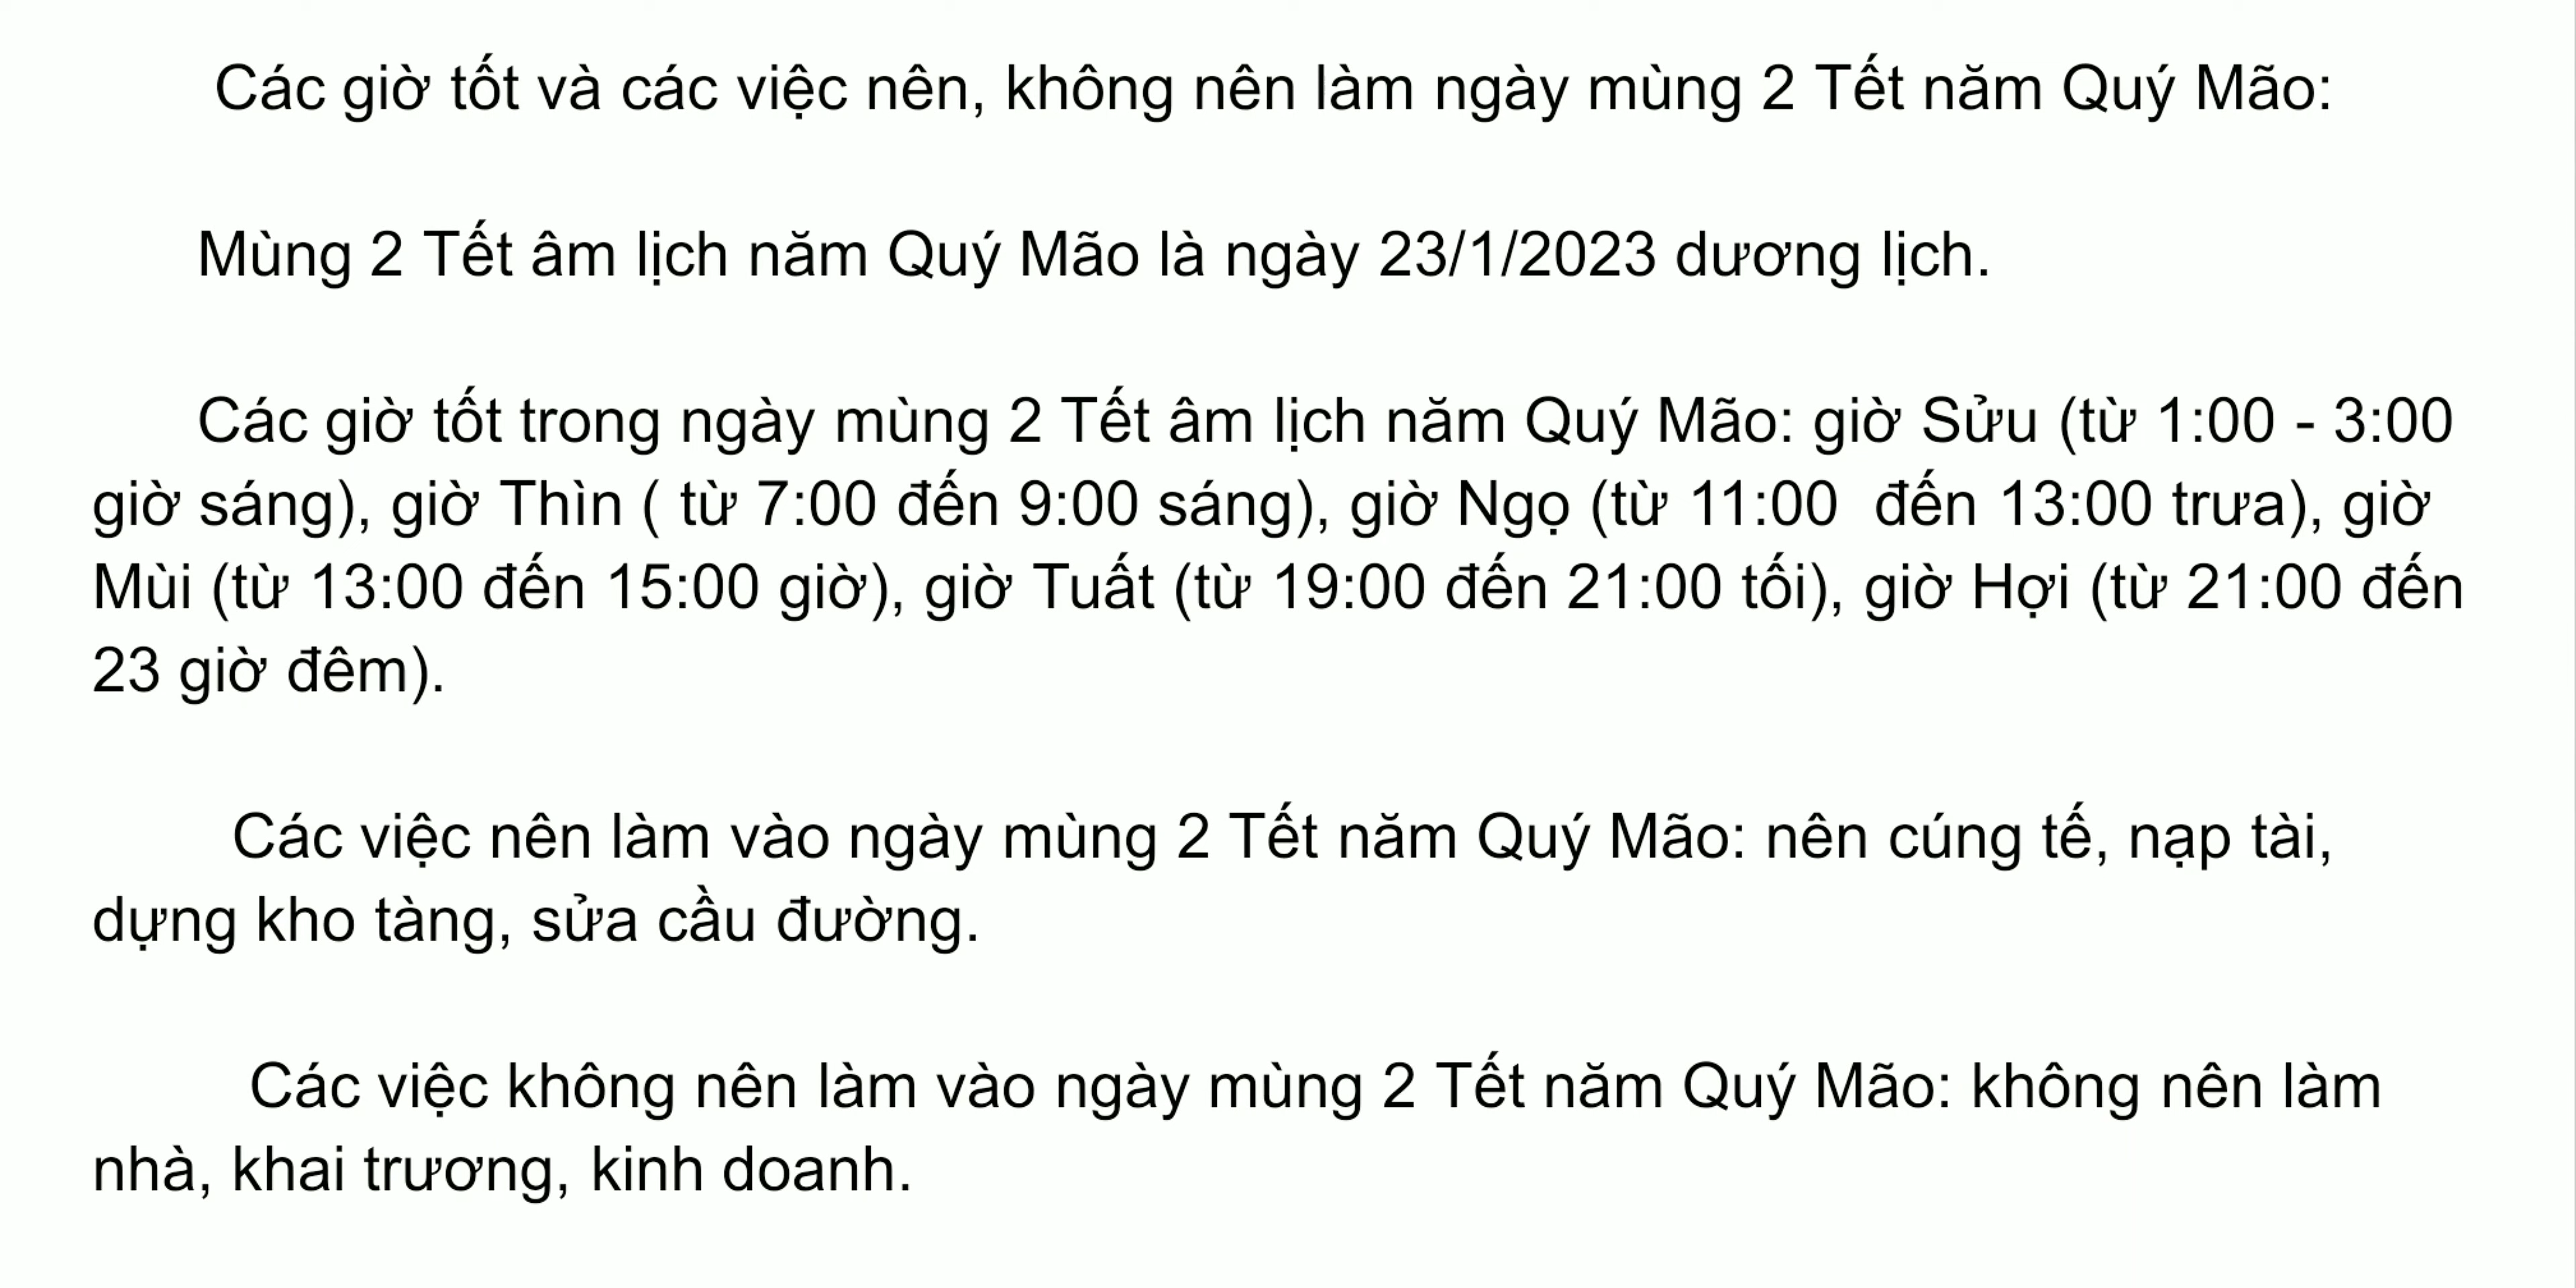 Các giờ tốt và các việc nên, không nên làm ngày mùng 2 Tết năm Quý Mão:
Mùng 2 Tết âm lịch năm Quý Mão là ngày 23/1/2023 dương lịch.
Các giờ tốt trong ngày mùng 2 Tết âm lịch năm Quý Mão: giờ Sửu (từ 1:00 - 3:00
giờ sáng), giờ Thìn ( từ 7:00 đến 9:00 sáng), giờ Ngọ (từ 11:00  đến 13:00 trưa), giờ
Mùi (từ 13:00 đến 15:00 giờ), giờ Tuất (từ 19:00 đến 21:00 tối), giờ Hợi (từ 21:00 đến
23 giờ đêm).
Các việc nên làm vào ngày mùng 2 Tết năm Quý Mão: nên cúng tế, nạp tài,
dựng kho tàng, sửa cầu đường.
Các việc không nên làm vào ngày mùng 2 Tết năm Quý Mão: không nên làm
nhà, khai trương, kinh doanh.